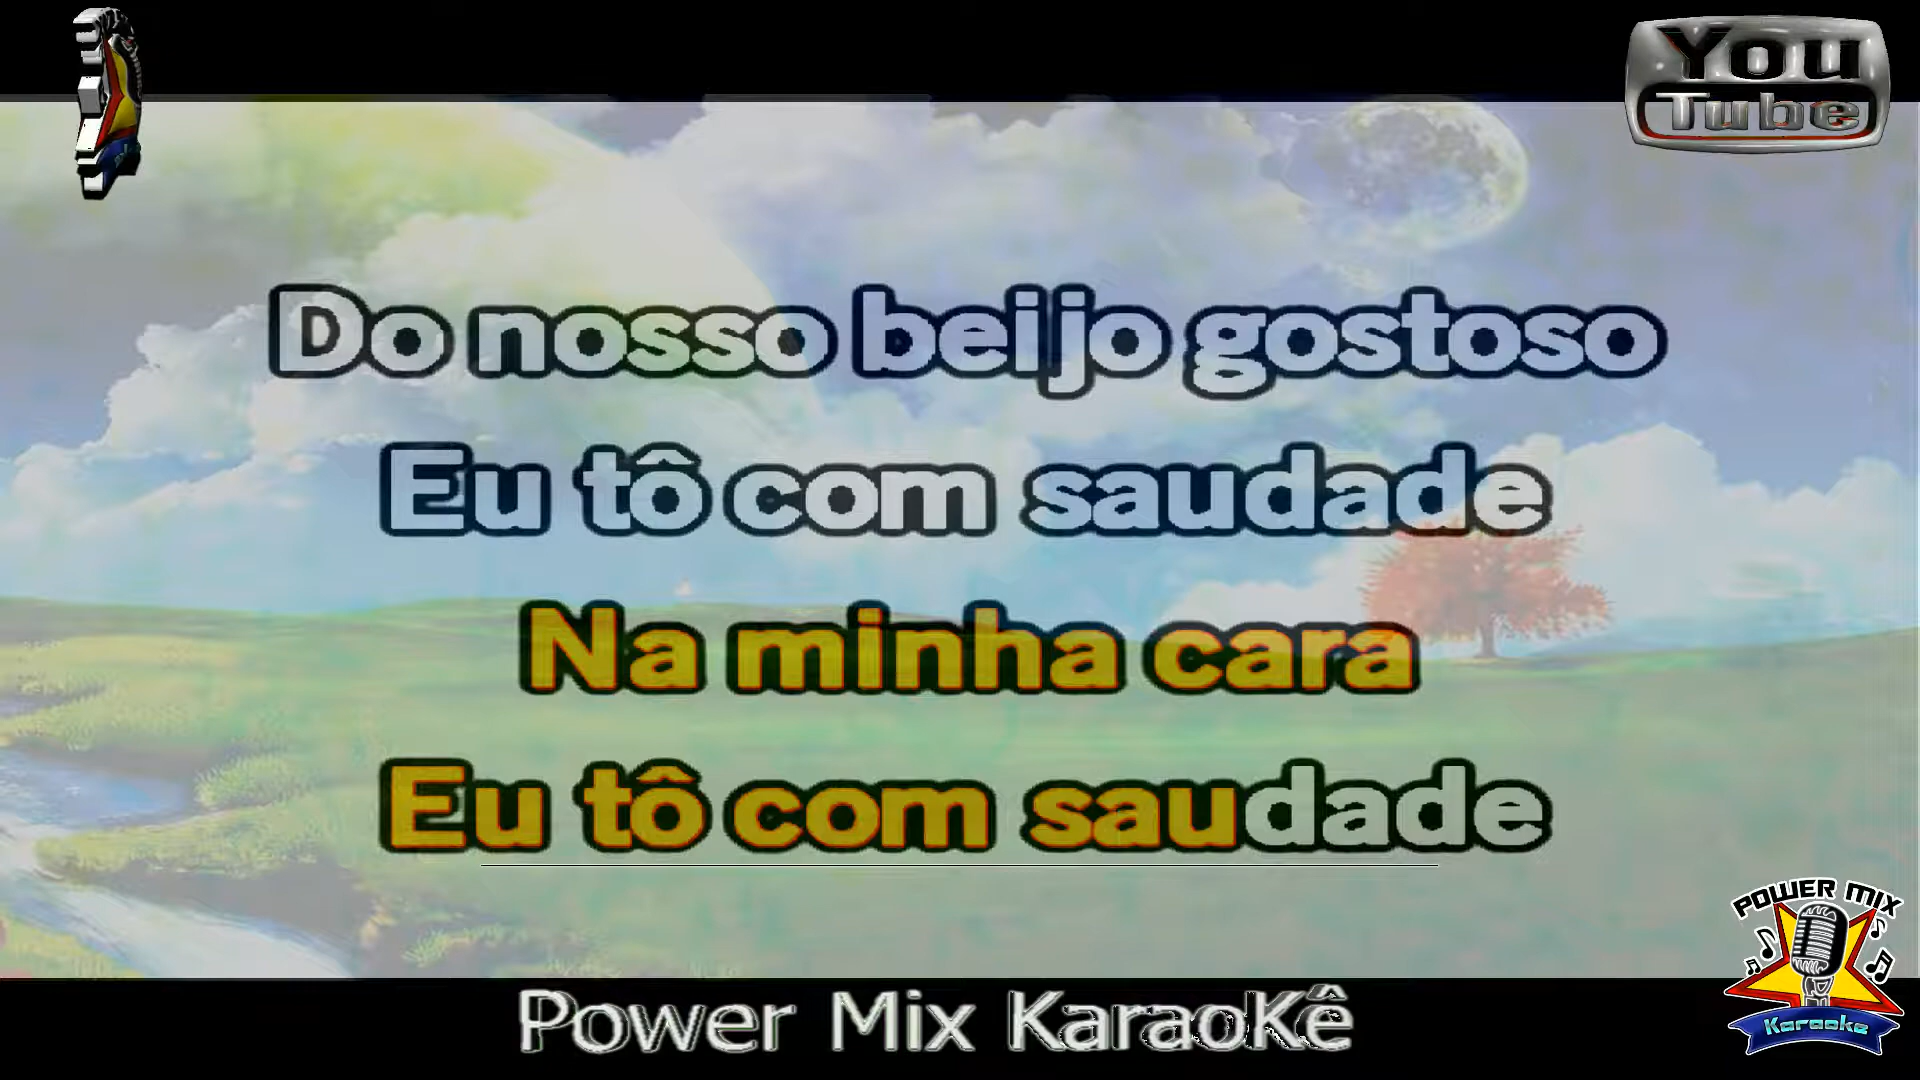 You
Tube
Do nosso beijo gostoso
Eu tô com saudade
Na minha cara
Eu tô com saudade
Power Mix KaraoKê
POWER MIX
Karaoke